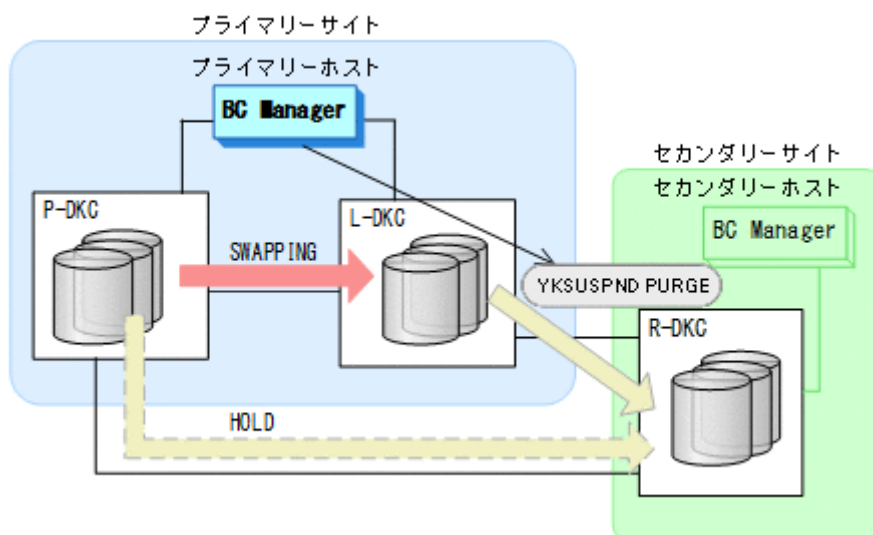 プライマリーサイト
プライマリーホスト
BC Manager
セカンダリーサイト
セカンダリーホスト
P-DKC
L-DKC
BC Manager
SWAPPING
YKSUSPND PURGE
R-DKC
HOLD